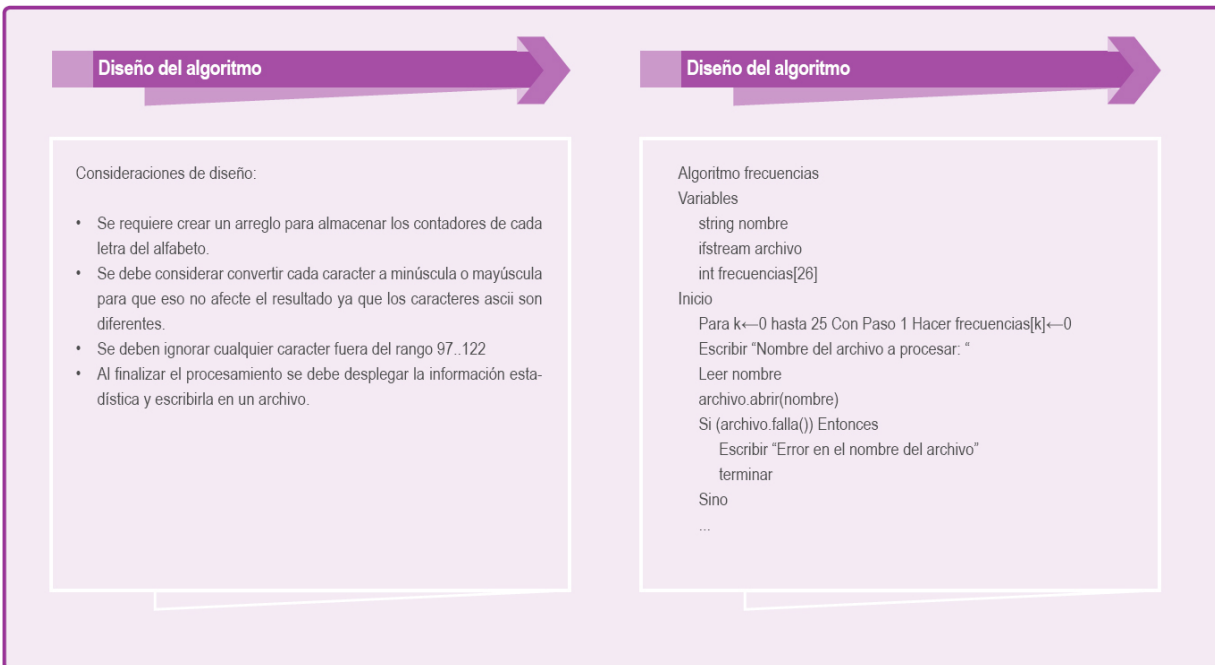 Diseño del algoritmo
Consideraciones de diseño:
• Se requiere crear un arreglo para almacenar los contadores de cada
letra del alfabeto.
• Se debe considerar convertir cada caracter a minúscula o mayúscula
para que eso no afecte el resultado ya que los caracteres ascii son
diferentes.
• Se deben ignorar cualquier caracter fuera del rango 97..122
• Al finalizar el procesamiento se debe desplegar la información esta-
dística y escribirla en un archivo.
Diseño del algoritmo
Algoritmo frecuencias
Variables
string nombre
ifstream archivo
int frecuencias[26]
Inicio
Para k←0 hasta 25 Con Paso 1 Hacer frecuencias[k]←0
Escribir “Nombre del archivo a procesar: “
Leer nombre
archivo.abrir(nombre)
Si (archivo.falla()) Entonces
Escribir “Error en el nombre del archivo”
terminar
Sino
...